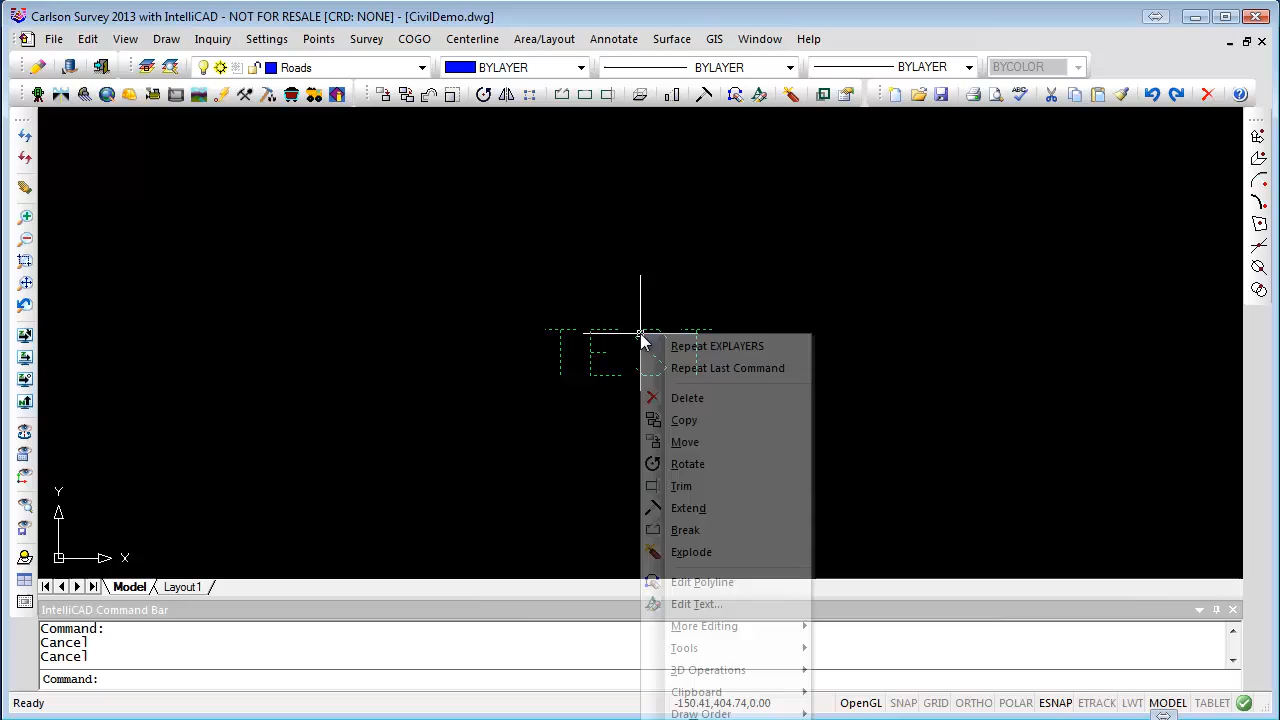 Carlson Survey 2013 with IntelliCAD - NOT FOR RESALE [CRD: NONE] - [CivilDemo.dwg]
File Edit View Draw Inquiry Settings Points Survey COGO Centerline Area/Layout Annotate Surface GIS Window Help
Roads BYLAYER BYLAYER BYLAYER BYCOLOR
ABC
TEST
Repeat EXPLAYERS
Repeat Last Command
Delete
Copy
Move
Rotate
Trim
Extend
Break
Explode
Edit Polyline
Edit Text...
More Editing
Tools
3D Operations
Clipboard
Draw Order
Y
X
Model Layout1
IntelliCAD Command Bar
Command:
Cancel
Cancel
Command:
Ready -150.41,404.74,0.00 OpenGL SNAP GRID ORTHO POLAR ESNAP ETRACK LWT MODEL TABLET